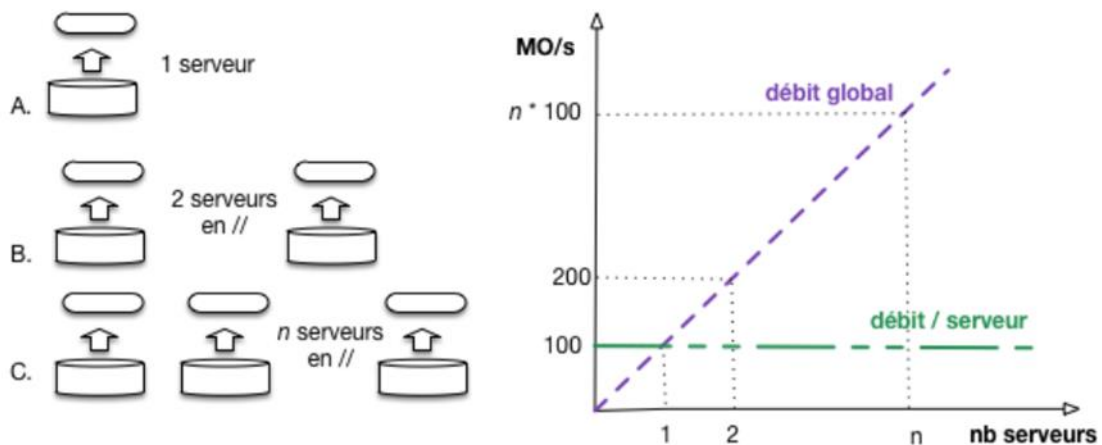 A.
1 serveur
B.
2 serveurs
en //
C.
n serveurs
en //
MO/s
débit global
n * 100
200
débit / serveur
100
1
2
n
nb serveurs